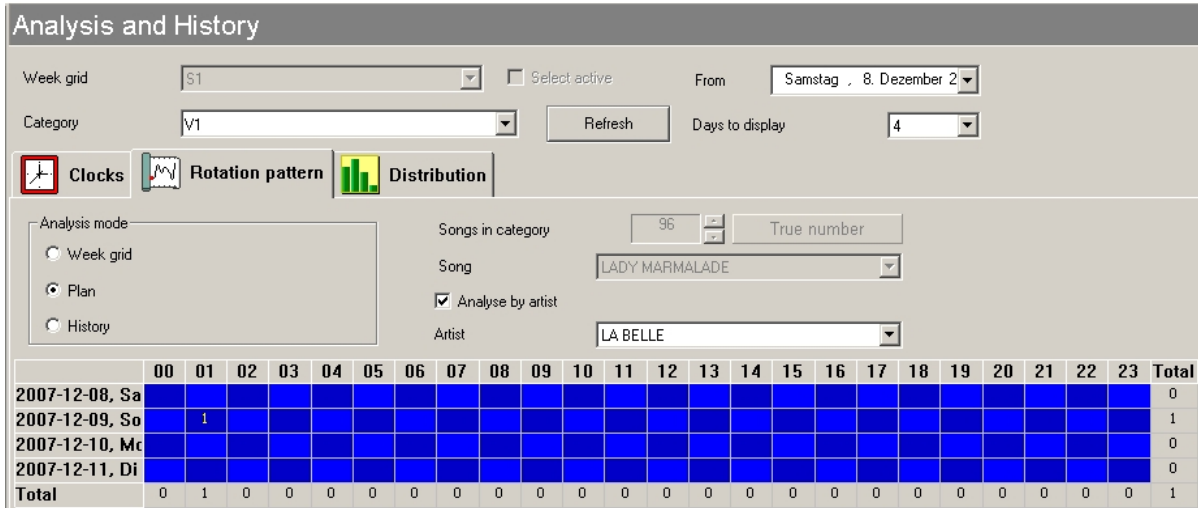 Analysis and History
Week grid S1 Select active From Samstag , 8. Dezember 2
Category V1 Refresh Days to display 4
Clocks Rotation pattern Distribution
Analysis mode Songs in category 96 True number
Week grid
Song LADY MARMALADE
Plan
Analyse by artist
History
Artist LA BELLE
00 01 02 03 04 05 06 07 08 09 10 11 12 13 14 15 16 17 18 19 20 21 22 23 Total
2007-12-08, Sa 0
2007-12-09, So 1 1
2007-12-10, Mo 0
2007-12-11, Di 0
Total 0 1 0 0 0 0 0 0 0 0 0 0 0 0 0 0 0 0 0 0 0 0 0 0 1